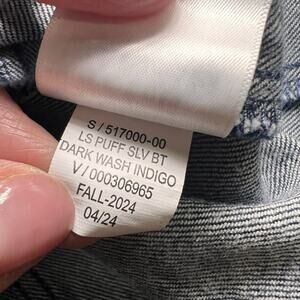 S/517000-00
LS PUFF SLV BT
DARK WASH INDIGO
V/000306965
FALL-2024
04/24